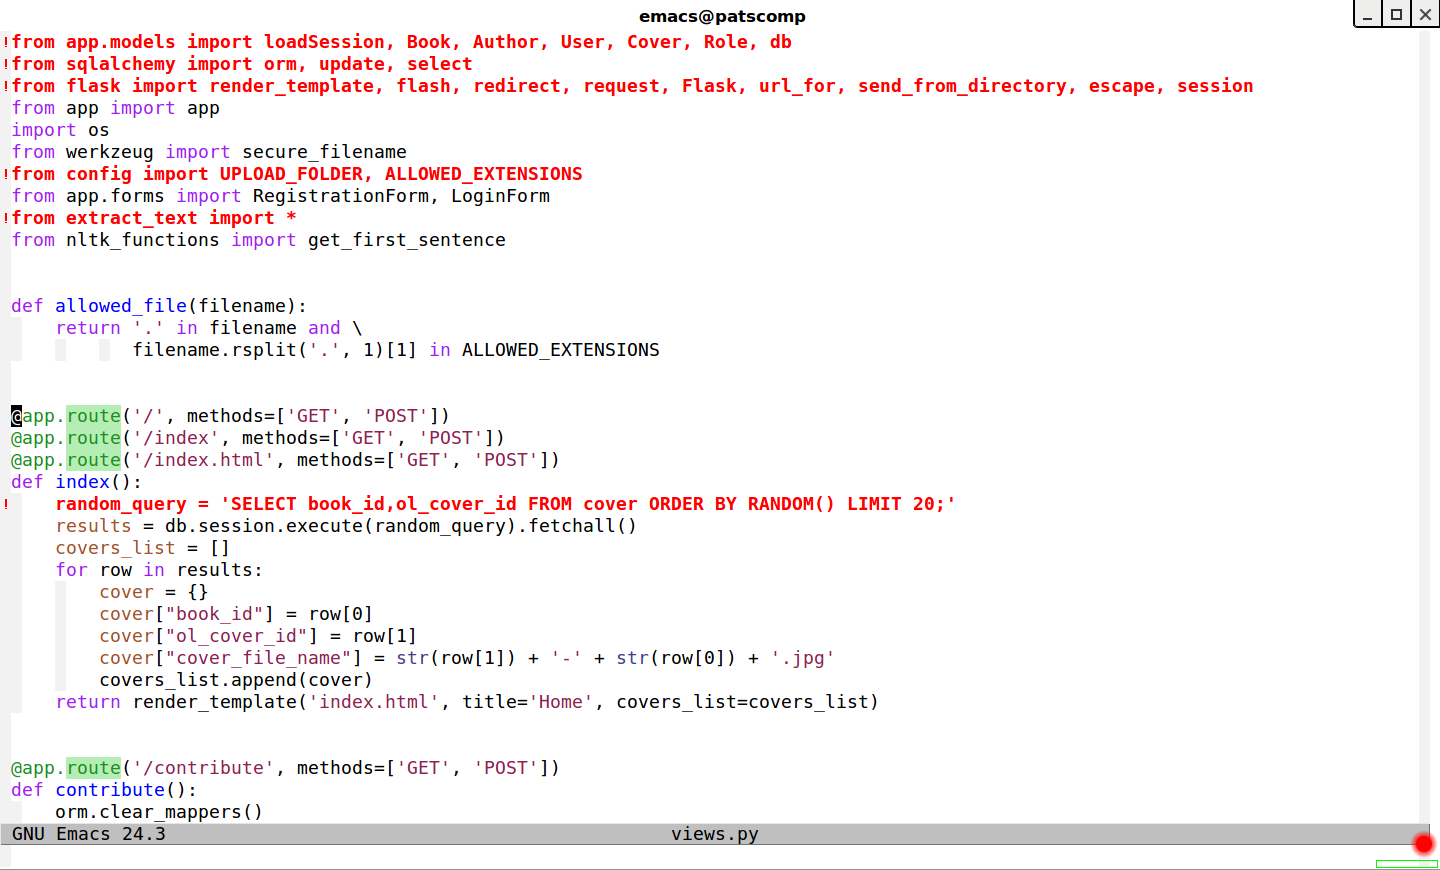 emacs@patscomp
!from app.models import loadSession, Book, Author, User, Cover, Role, db
!from sqlalchemy import orm, update, select
!from flask import render_template, flash, redirect, request, Flask, url_for, send_from_directory, escape, session
from app import app
import os
from werkzeug import secure_filename
!from config import UPLOAD_FOLDER, ALLOWED_EXTENSIONS
from app.forms import RegistrationForm, LoginForm
!from extract_text import *
from nltk_functions import get_first_sentence
def allowed_file(filename):
    return '.' in filename and \
           filename.rsplit('.', 1)[1] in ALLOWED_EXTENSIONS
@app.route('/', methods=['GET', 'POST'])
@app.route('/index', methods=['GET', 'POST'])
@app.route('/index.html', methods=['GET', 'POST'])
def index():
!    random_query = 'SELECT book_id,ol_cover_id FROM cover ORDER BY RANDOM() LIMIT 20;'
    results = db.session.execute(random_query).fetchall()
    covers_list = []
    for row in results:
        cover = {}
        cover["book_id"] = row[0]
        cover["ol_cover_id"] = row[1]
        cover["cover_file_name"] = str(row[1]) + '-' + str(row[0]) + '.jpg'
        covers_list.append(cover)
    return render_template('index.html', title='Home', covers_list=covers_list)
@app.route('/contribute', methods=['GET', 'POST'])
def contribute():
    orm.clear_mappers()
GNU Emacs 24.3 views.py